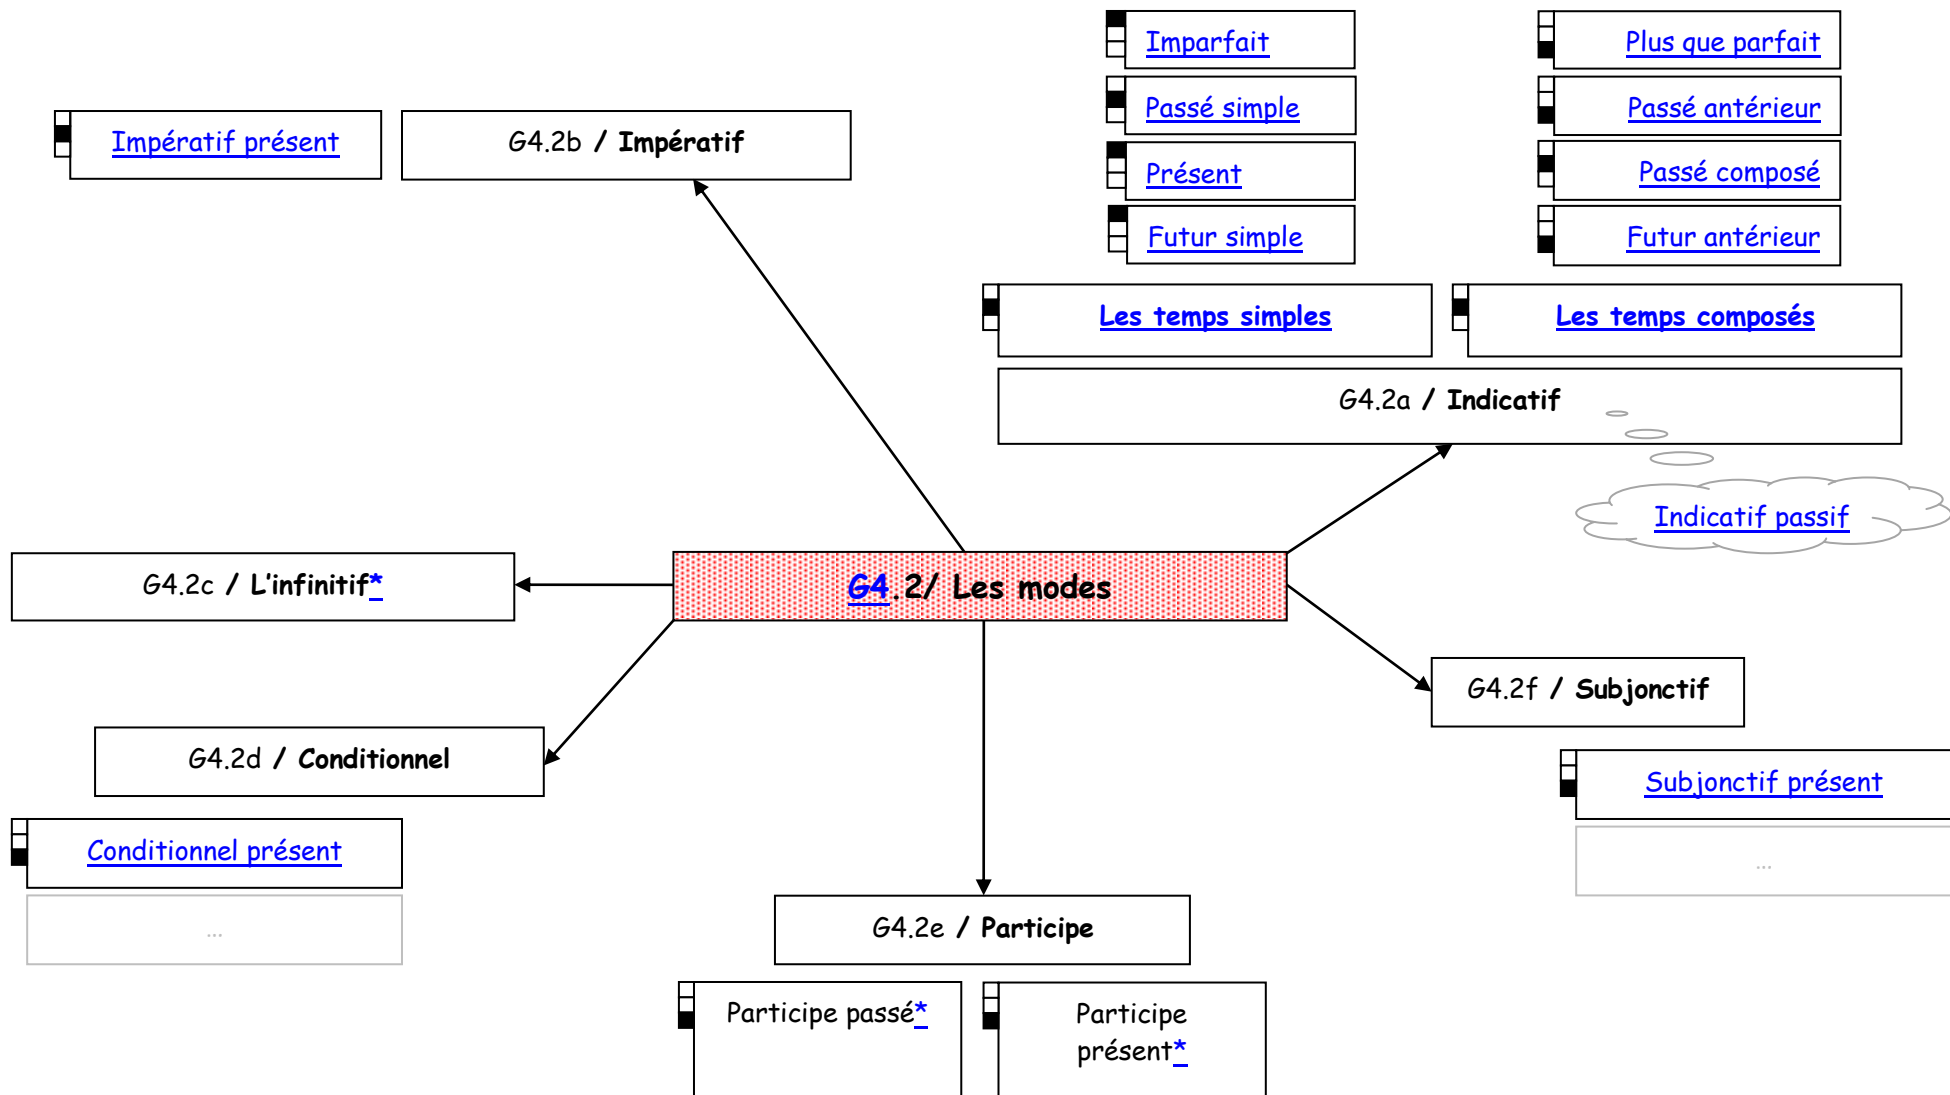 Imparfait
Plus que parfait
Passé simple
Passé antérieur
Impératif présent
G4.2b / Impératif
Présent
Passé composé
Futur simple
Futur antérieur
Les temps simples
Les temps composés
G4.2a / Indicatif
Indicatif passif
G4.2c / L'infinitif*
G4.2/ Les modes
G4.2f / Subjonctif
G4.2d / Conditionnel
Subjonctif présent
Conditionnel présent
...
...
G4.2e / Participe
Participe passé*
Participe
présent*